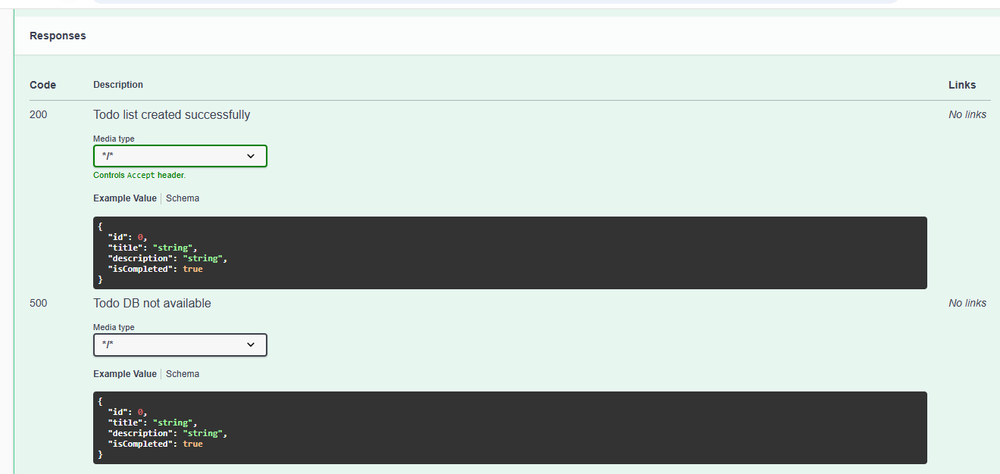 Responses
Code Description Links
200 Todo list created successfully No links
Media type
*/*
Controls Accept header.
Example Value Schema
{
  "id": 0,
  "title": "string",
  "description": "string",
  "isCompleted": true
}
500 Todo DB not available No links
Media type
*/*
Example Value Schema
{
  "id": 0,
  "title": "string",
  "description": "string",
  "isCompleted": true
}